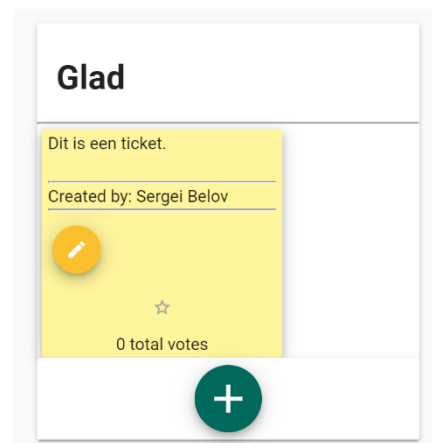 Glad
Dit is een ticket.
Created by: Sergei Belov
0 total votes